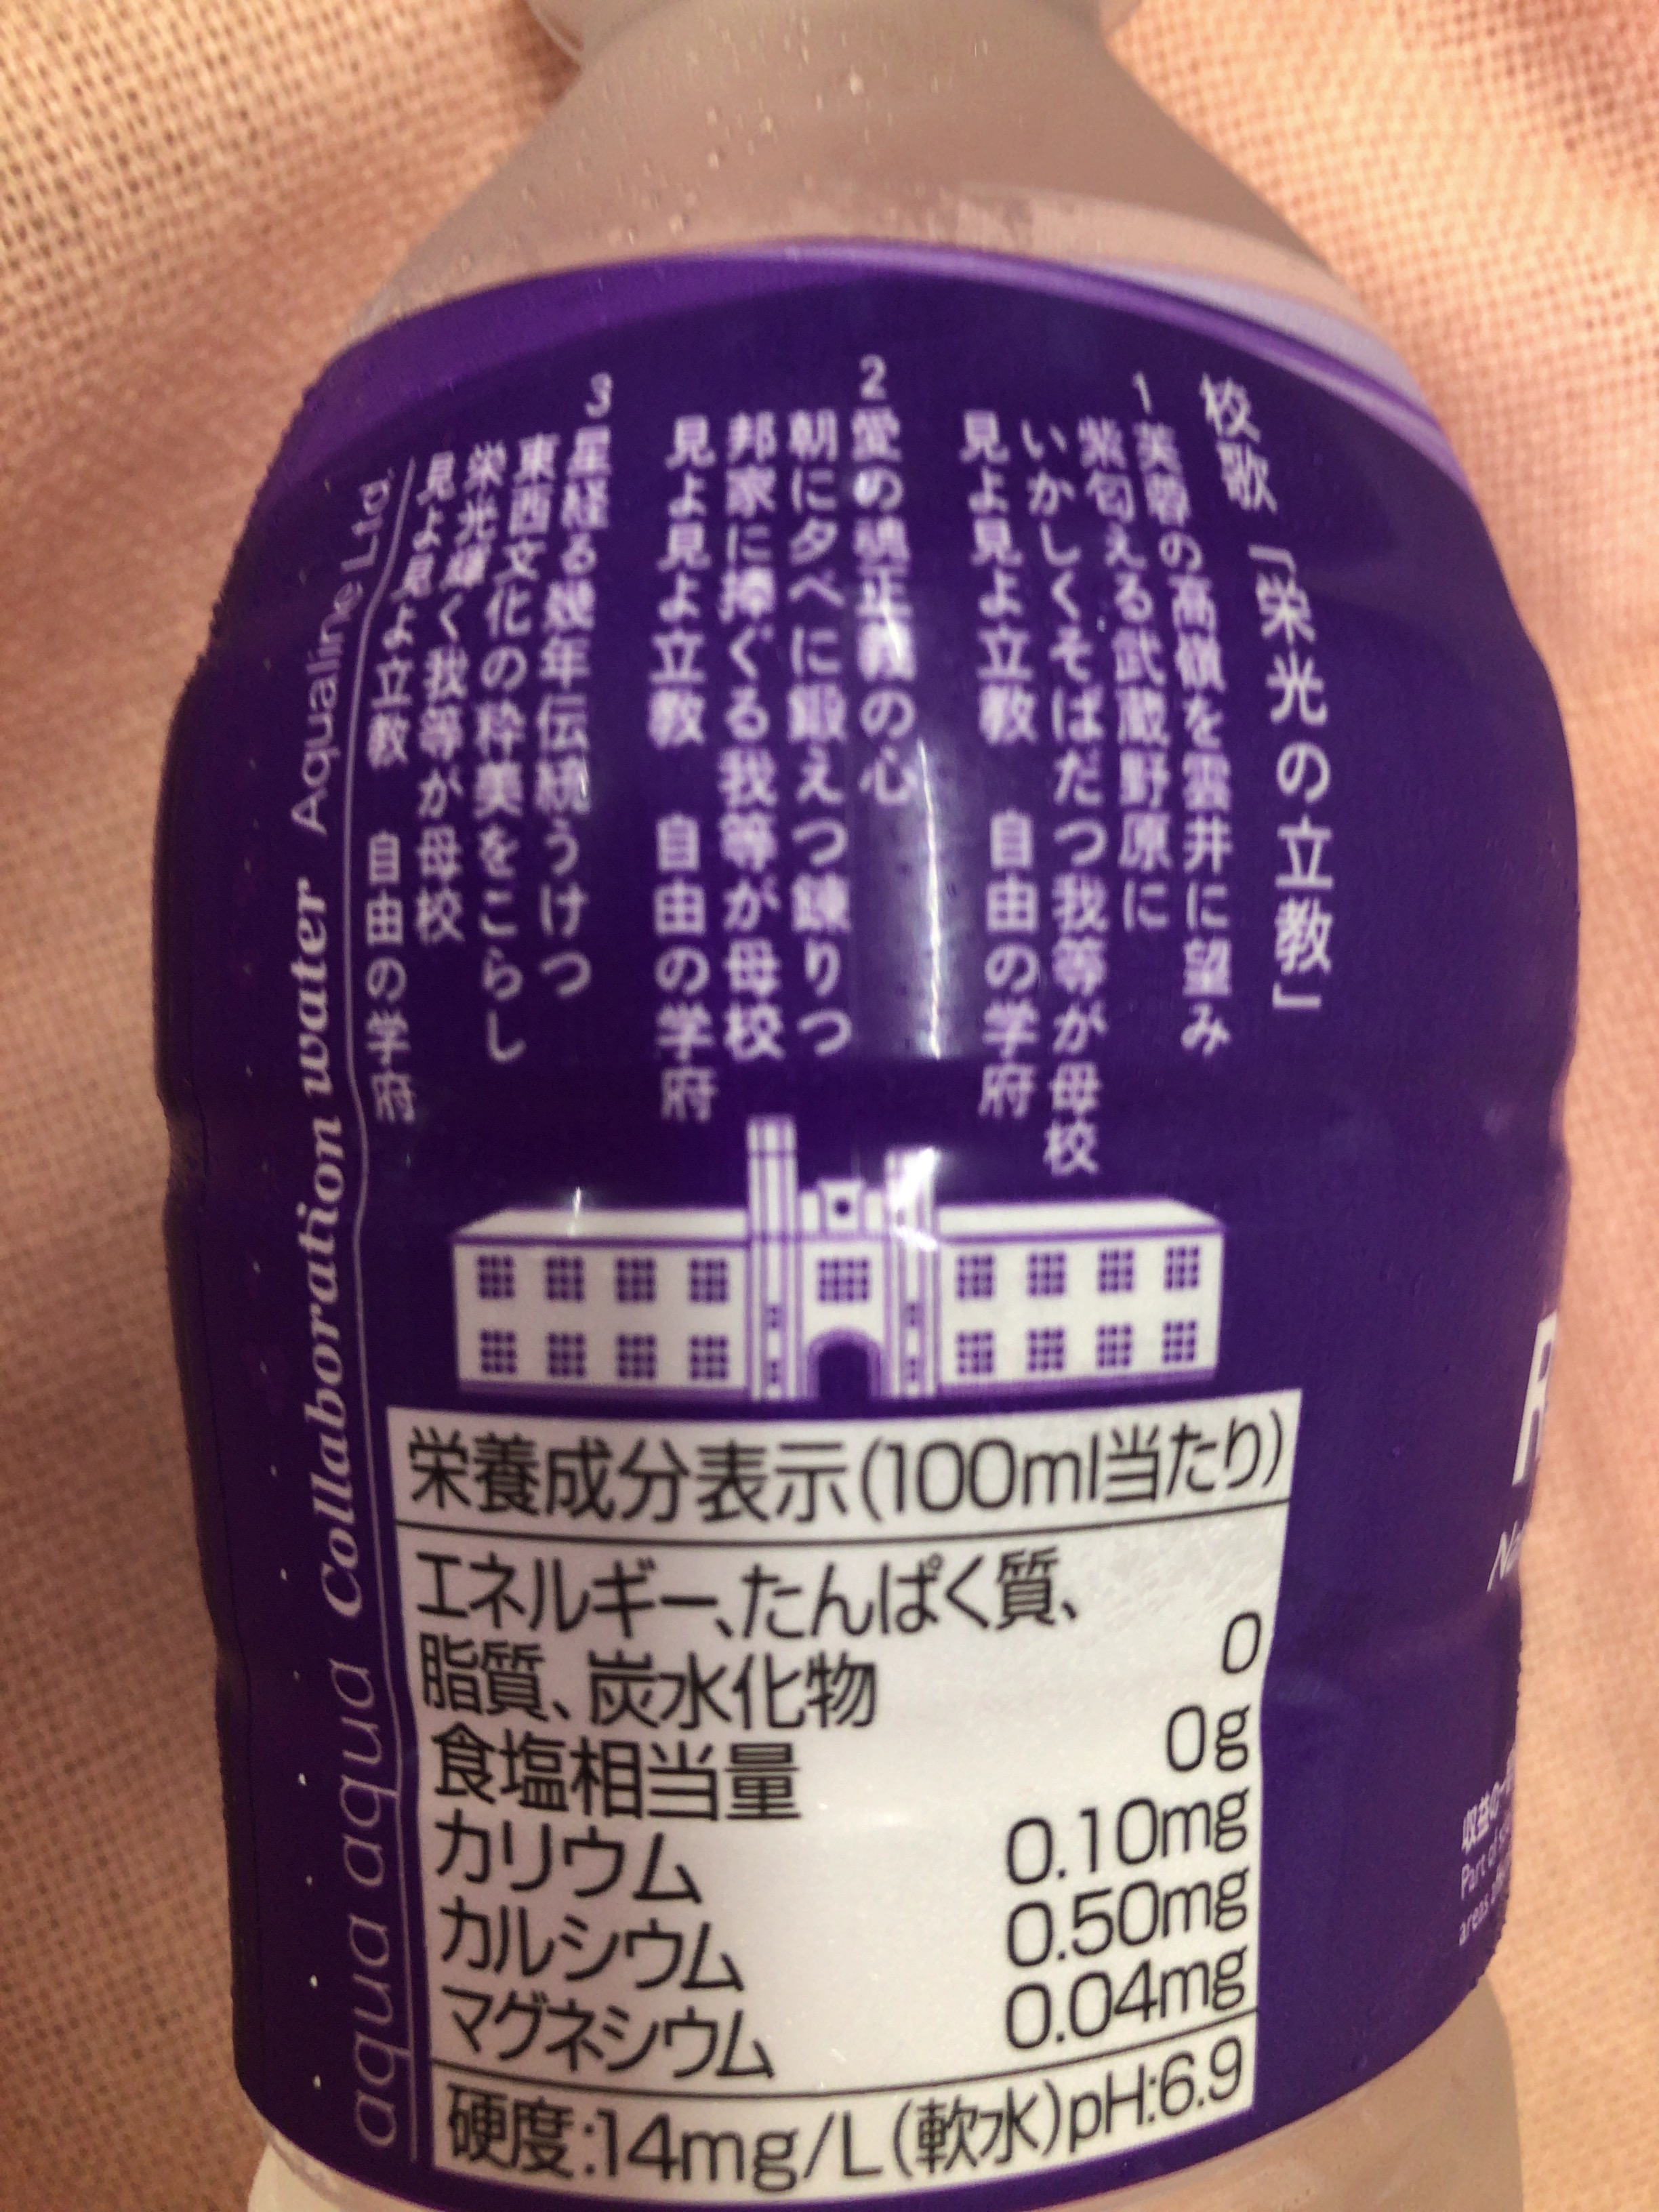 校歌「栄光の立教」
1 芙蓉の高嶺を雲井に望み
紫匂える武蔵野原に
いかしくそばだつ我等が母校
見よ見よ立教 自由の学府
2 愛の魂正義の心
朝に夕べに鍛えつ錬りつ
邦家に捧ぐる我等が母校
見よ見よ立教 自由の学府
3 星経る幾年伝統うけつ
東西文化の粋美をこらし
栄光輝く我等が母校
見よ見よ立教 自由の学府
aqua aqua Collaboration water Aqualine Ltd.
栄養成分表示(100ml当たり)
エネルギー、たんぱく質、
脂質、炭水化物 0
食塩相当量 0g
カリウム 0.10mg
カルシウム 0.50mg
マグネシウム 0.04mg
硬度:14mg/L(軟水)pH:6.9
収益の
Part of
areas